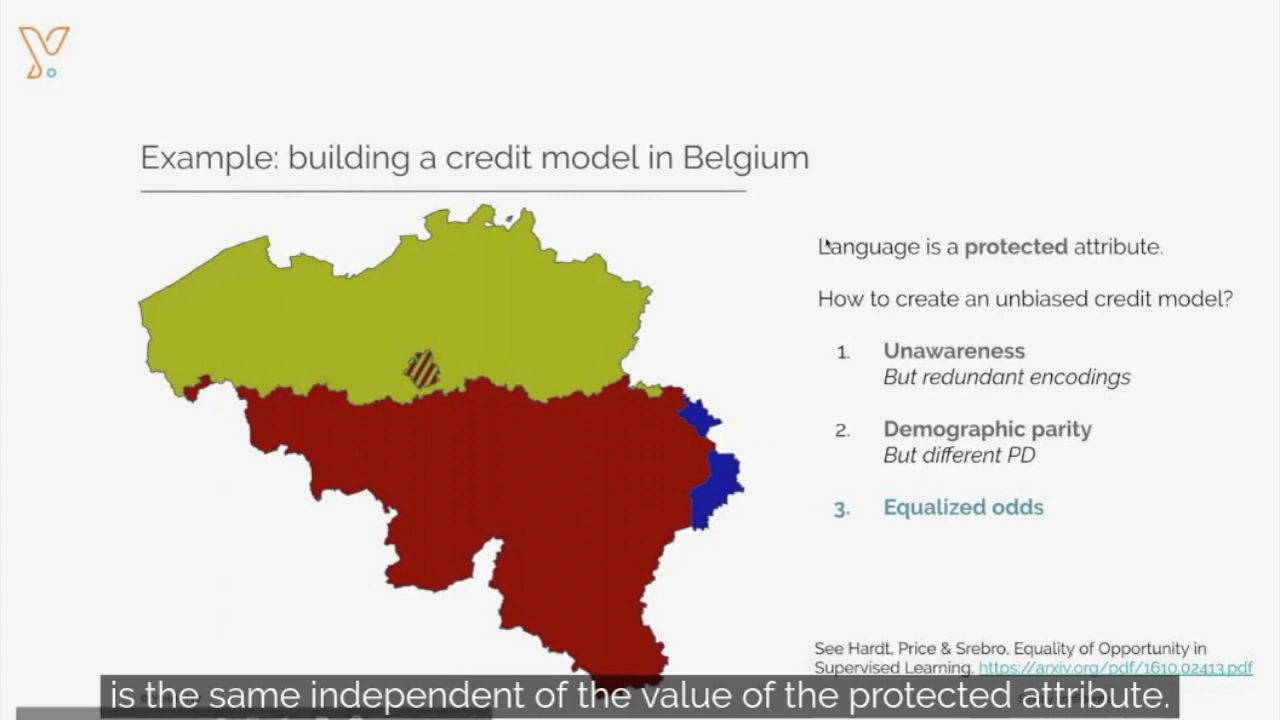 Example: building a credit model in Belgium
Language is a protected attribute.
How to create an unbiased credit model?
1. Unawareness
But redundant encodings
2. Demographic parity
But different PD
3. Equalized odds
See Hardt, Price & Srebro, Equality of Opportunity in
Supervised Learning, https://arxiv.org/pdf/1610.02413.pdf
is the same independent of the value of the protected attribute.